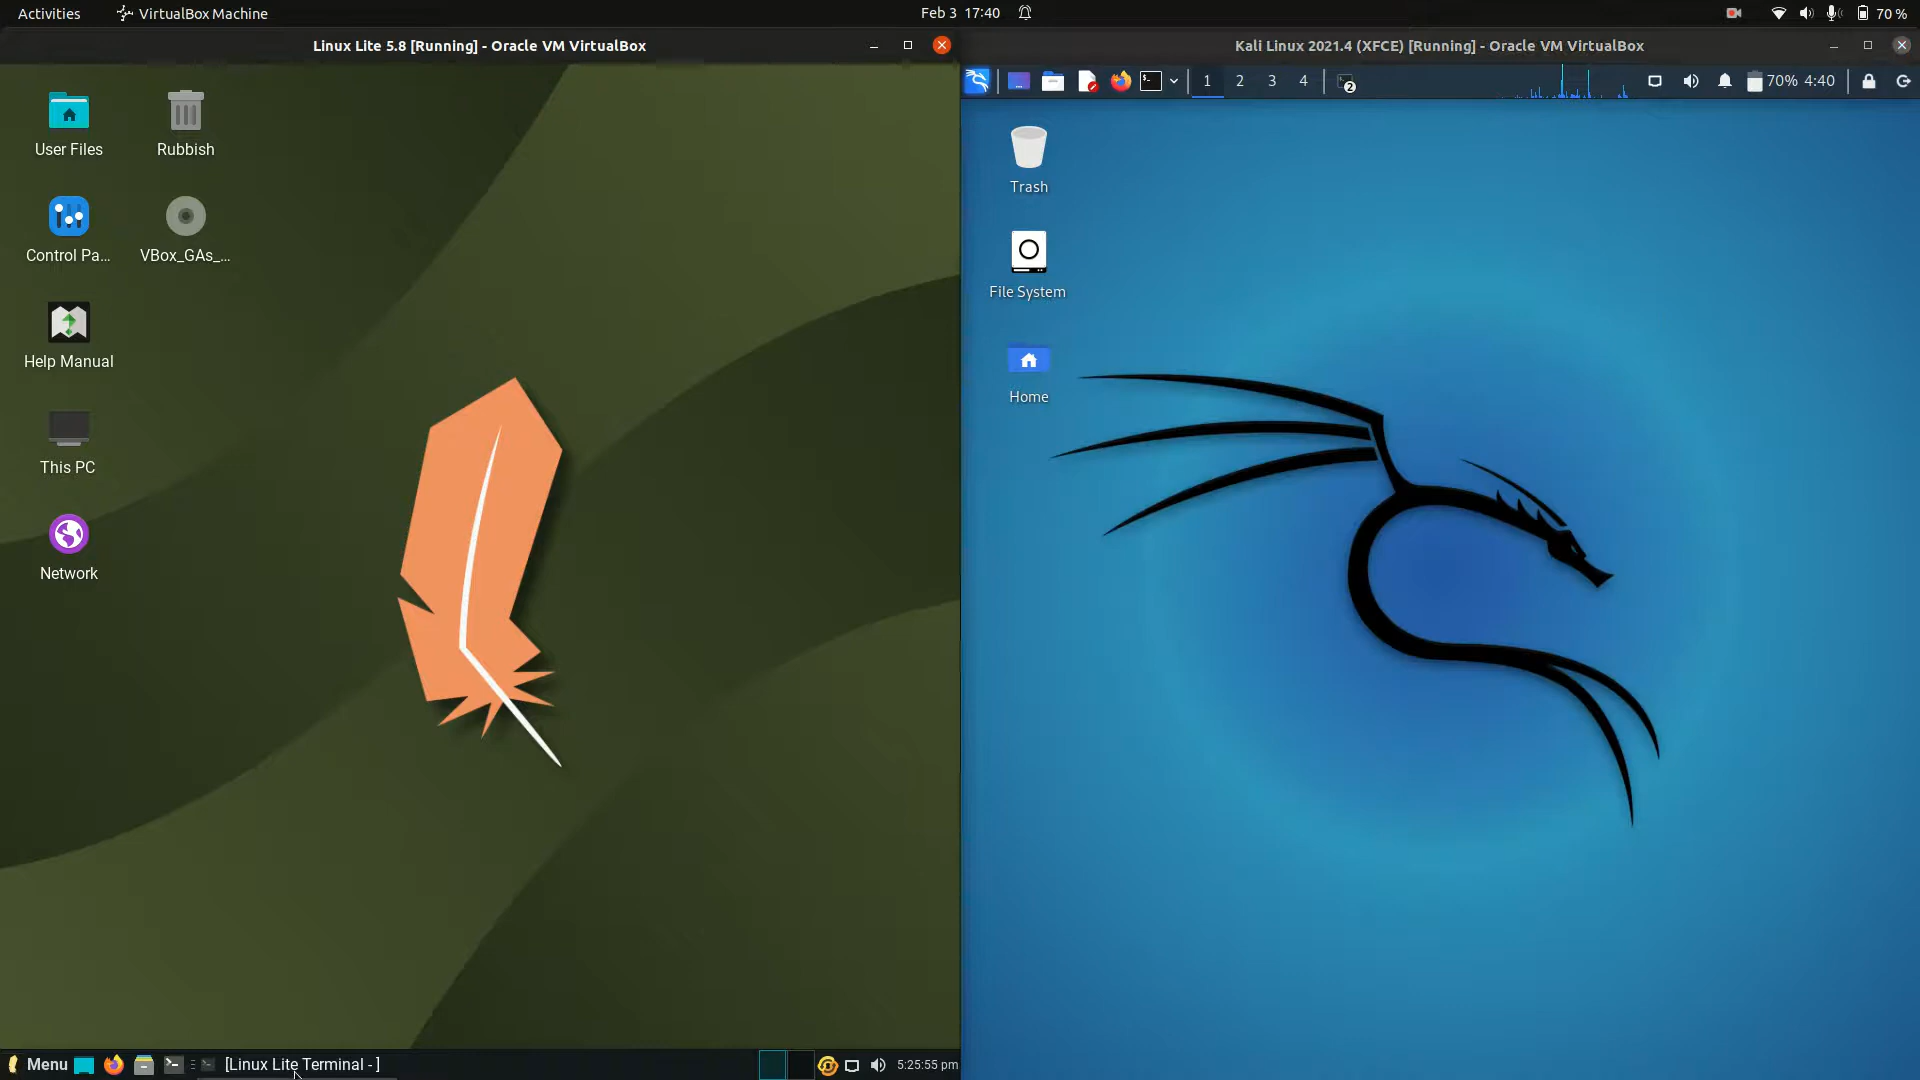 Activities
VirtualBox Machine
Feb 3 17:40
70 %
Linux Lite 5.8 [Running] - Oracle VM VirtualBox
User Files
Rubbish
Control Pa...
VBox_GAs_...
Help Manual
This PC
Network
Menu
[Linux Lite Terminal - ]
5:25:55 pm
Kali Linux 2021.4 (XFCE) [Running] - Oracle VM VirtualBox
1 2 3 4
2
70% 4:40
Trash
File System
Home